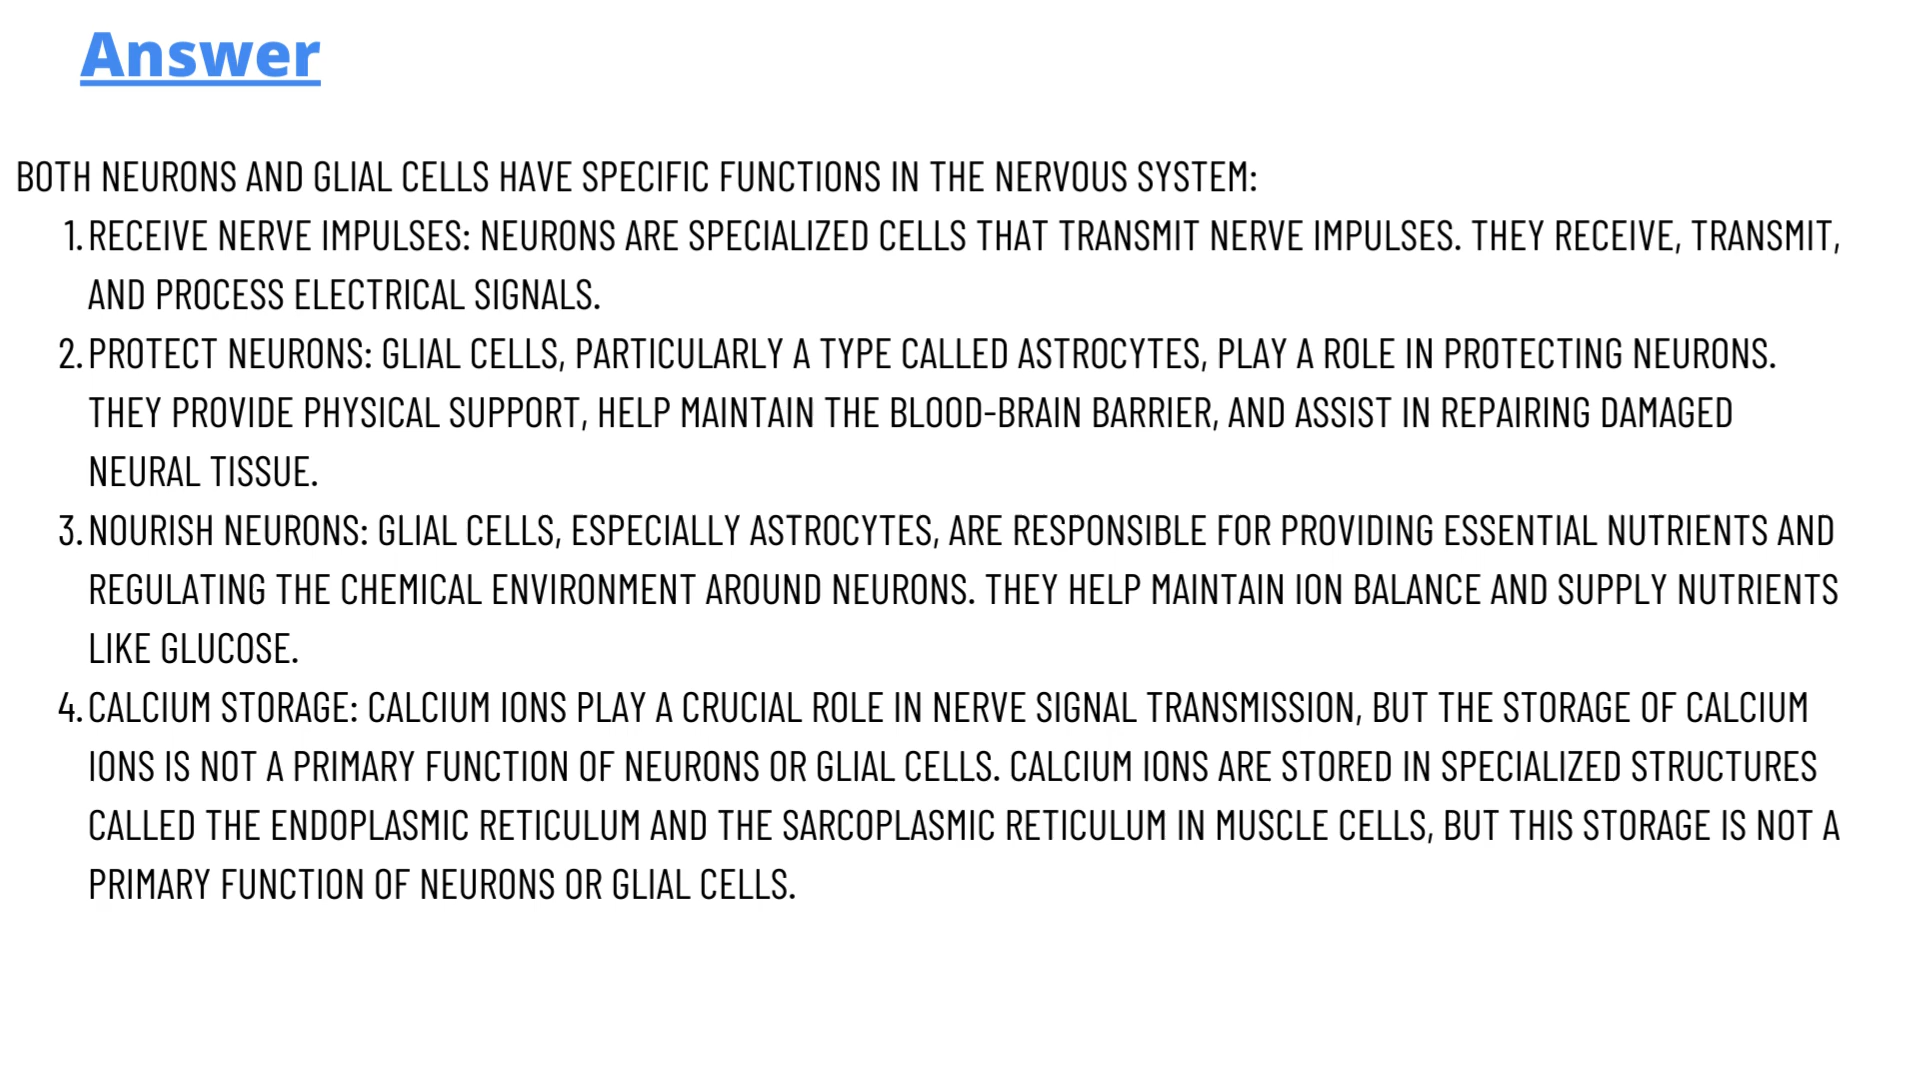 Answer
BOTH NEURONS AND GLIAL CELLS HAVE SPECIFIC FUNCTIONS IN THE NERVOUS SYSTEM:
1. RECEIVE NERVE IMPULSES: NEURONS ARE SPECIALIZED CELLS THAT TRANSMIT NERVE IMPULSES. THEY RECEIVE, TRANSMIT,
AND PROCESS ELECTRICAL SIGNALS.
2. PROTECT NEURONS: GLIAL CELLS, PARTICULARLY A TYPE CALLED ASTROCYTES, PLAY A ROLE IN PROTECTING NEURONS.
THEY PROVIDE PHYSICAL SUPPORT, HELP MAINTAIN THE BLOOD-BRAIN BARRIER, AND ASSIST IN REPAIRING DAMAGED
NEURAL TISSUE.
3. NOURISH NEURONS: GLIAL CELLS, ESPECIALLY ASTROCYTES, ARE RESPONSIBLE FOR PROVIDING ESSENTIAL NUTRIENTS AND
REGULATING THE CHEMICAL ENVIRONMENT AROUND NEURONS. THEY HELP MAINTAIN ION BALANCE AND SUPPLY NUTRIENTS
LIKE GLUCOSE.
4. CALCIUM STORAGE: CALCIUM IONS PLAY A CRUCIAL ROLE IN NERVE SIGNAL TRANSMISSION, BUT THE STORAGE OF CALCIUM
IONS IS NOT A PRIMARY FUNCTION OF NEURONS OR GLIAL CELLS. CALCIUM IONS ARE STORED IN SPECIALIZED STRUCTURES
CALLED THE ENDOPLASMIC RETICULUM AND THE SARCOPLASMIC RETICULUM IN MUSCLE CELLS, BUT THIS STORAGE IS NOT A
PRIMARY FUNCTION OF NEURONS OR GLIAL CELLS.